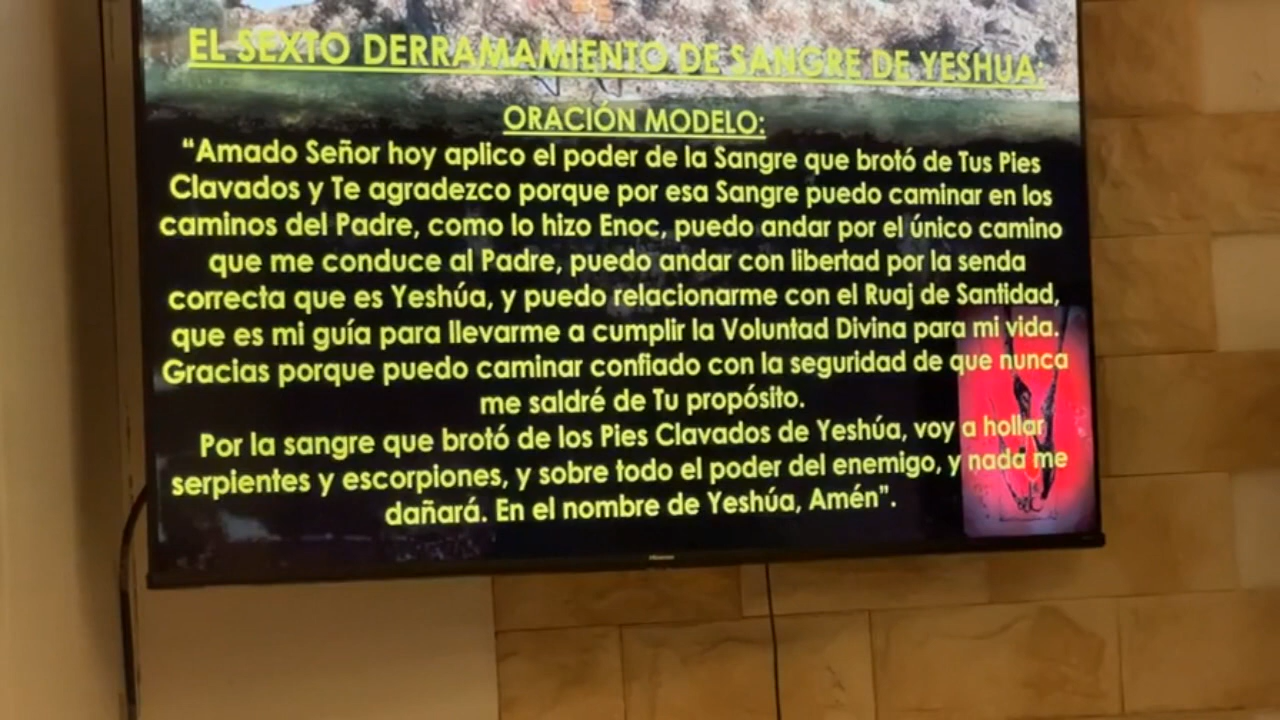 EL SEXTO DERRAMAMIENTO DE SANGRE DE YESHUA:
ORACIÓN MODELO:
“Amado Señor hoy aplico el poder de la Sangre que brotó de Tus Pies
Clavados y Te agradezco porque por esa Sangre puedo caminar en los
caminos del Padre, como lo hizo Enoc, puedo andar por el único camino
que me conduce al Padre, puedo andar con libertad por la senda
correcta que es Yeshúa, y puedo relacionarme con el Ruaj de Santidad,
que es mi guía para llevarme a cumplir la Voluntad Divina para mi vida.
Gracias porque puedo caminar confiado con la seguridad de que nunca
me saldré de Tu propósito.
Por la sangre que brotó de los Pies Clavados de Yeshúa, voy a hollar
serpientes y escorpiones, y sobre todo el poder del enemigo, y nada me
dañará. En el nombre de Yeshúa, Amén”.
Hisense